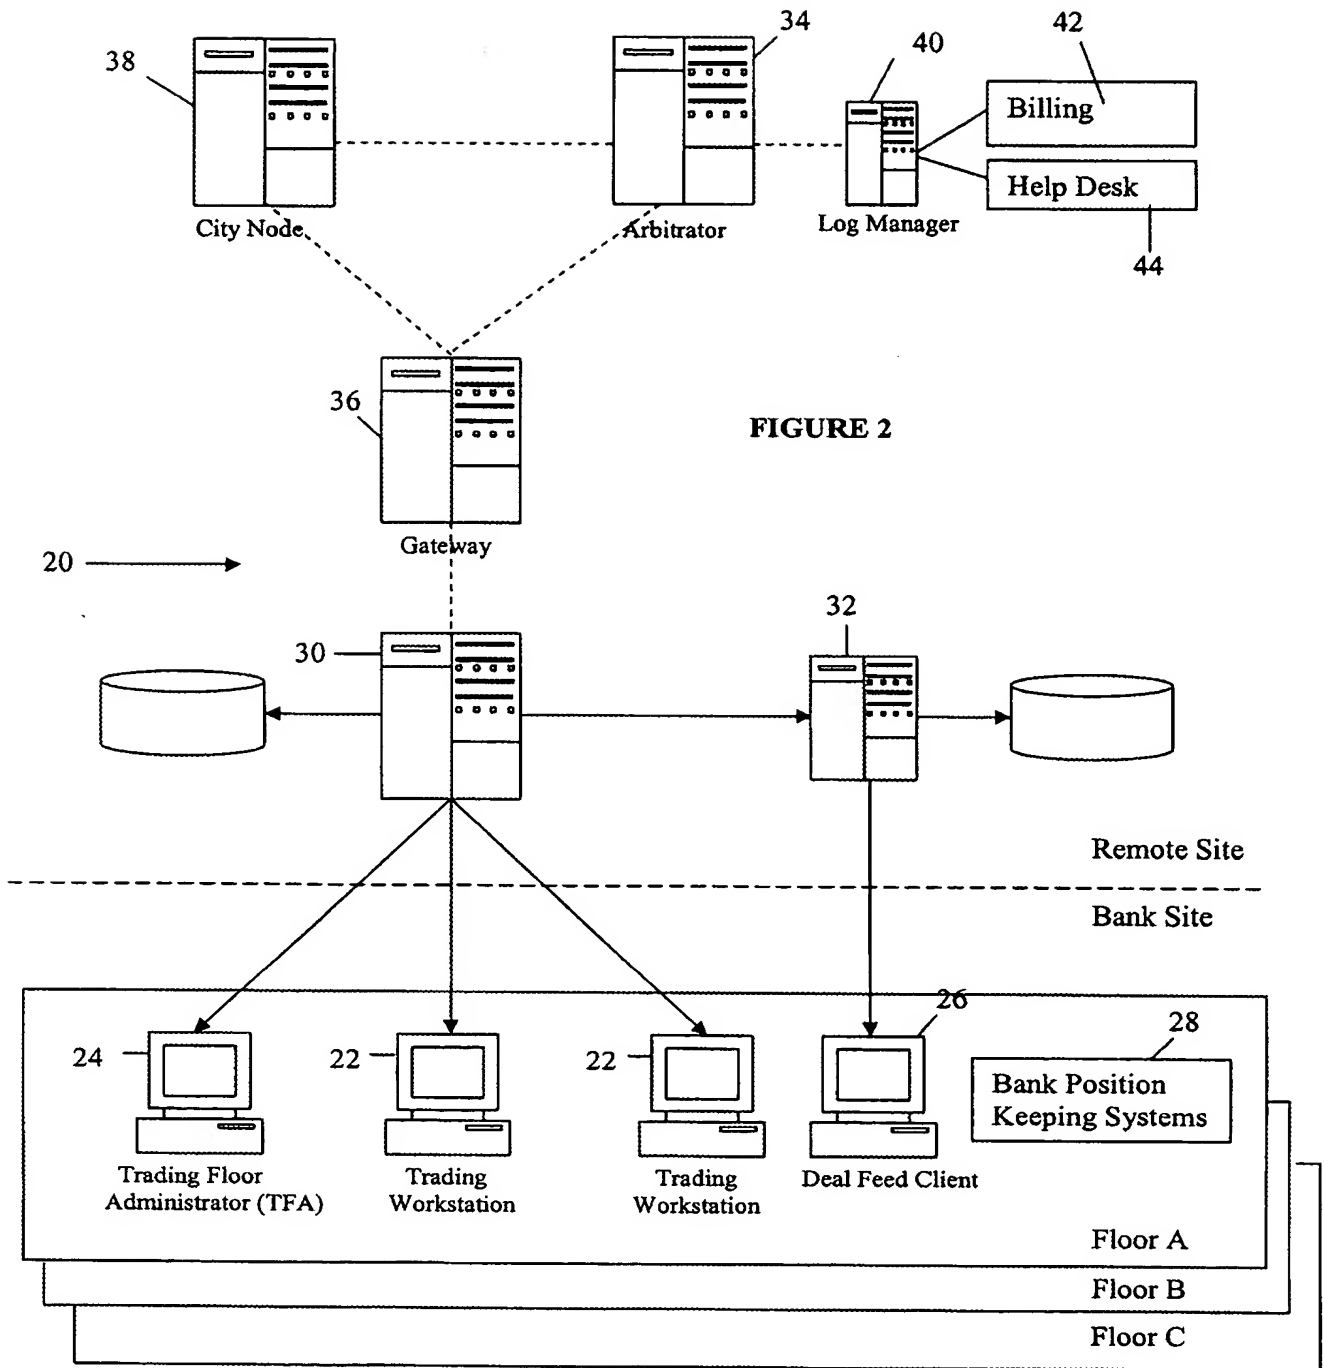 38
34
40
42
Billing
Help Desk
City Node
Arbitrator
Log Manager
44
36
FIGURE 2
Gateway
20
32
30
Remote Site
Bank Site
26
28
24
22
22
Bank Position
Keeping Systems
Trading Floor
Administrator (TFA)
Trading
Workstation
Trading
Workstation
Deal Feed Client
Floor A
Floor B
Floor C